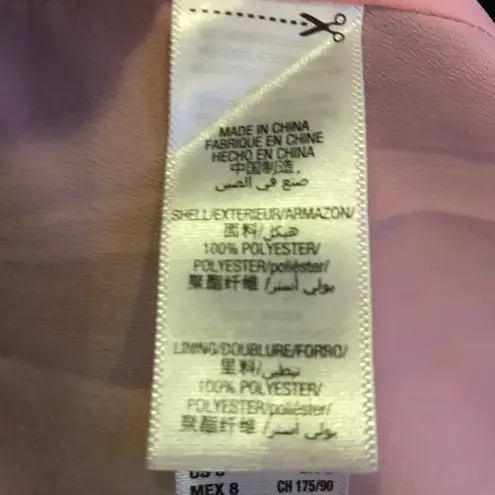 MADE IN CHINA
FABRIQUE EN CHINE
HECHO EN CHINA
中国制造.
صنع في الصين
SHELL/EXTERIEUR/ARMAZON/
面料/هيكل/
100% POLYESTER/
POLYESTER/poliéster/
聚酯纤维/بولي أستر/
LINING/DOUBLURE/FORRO/
里料/تبطين/
100% POLYESTER/
POLYESTER/poliéster/
聚酯纤维/بولي أستر/
MEX 8 CH 175/90